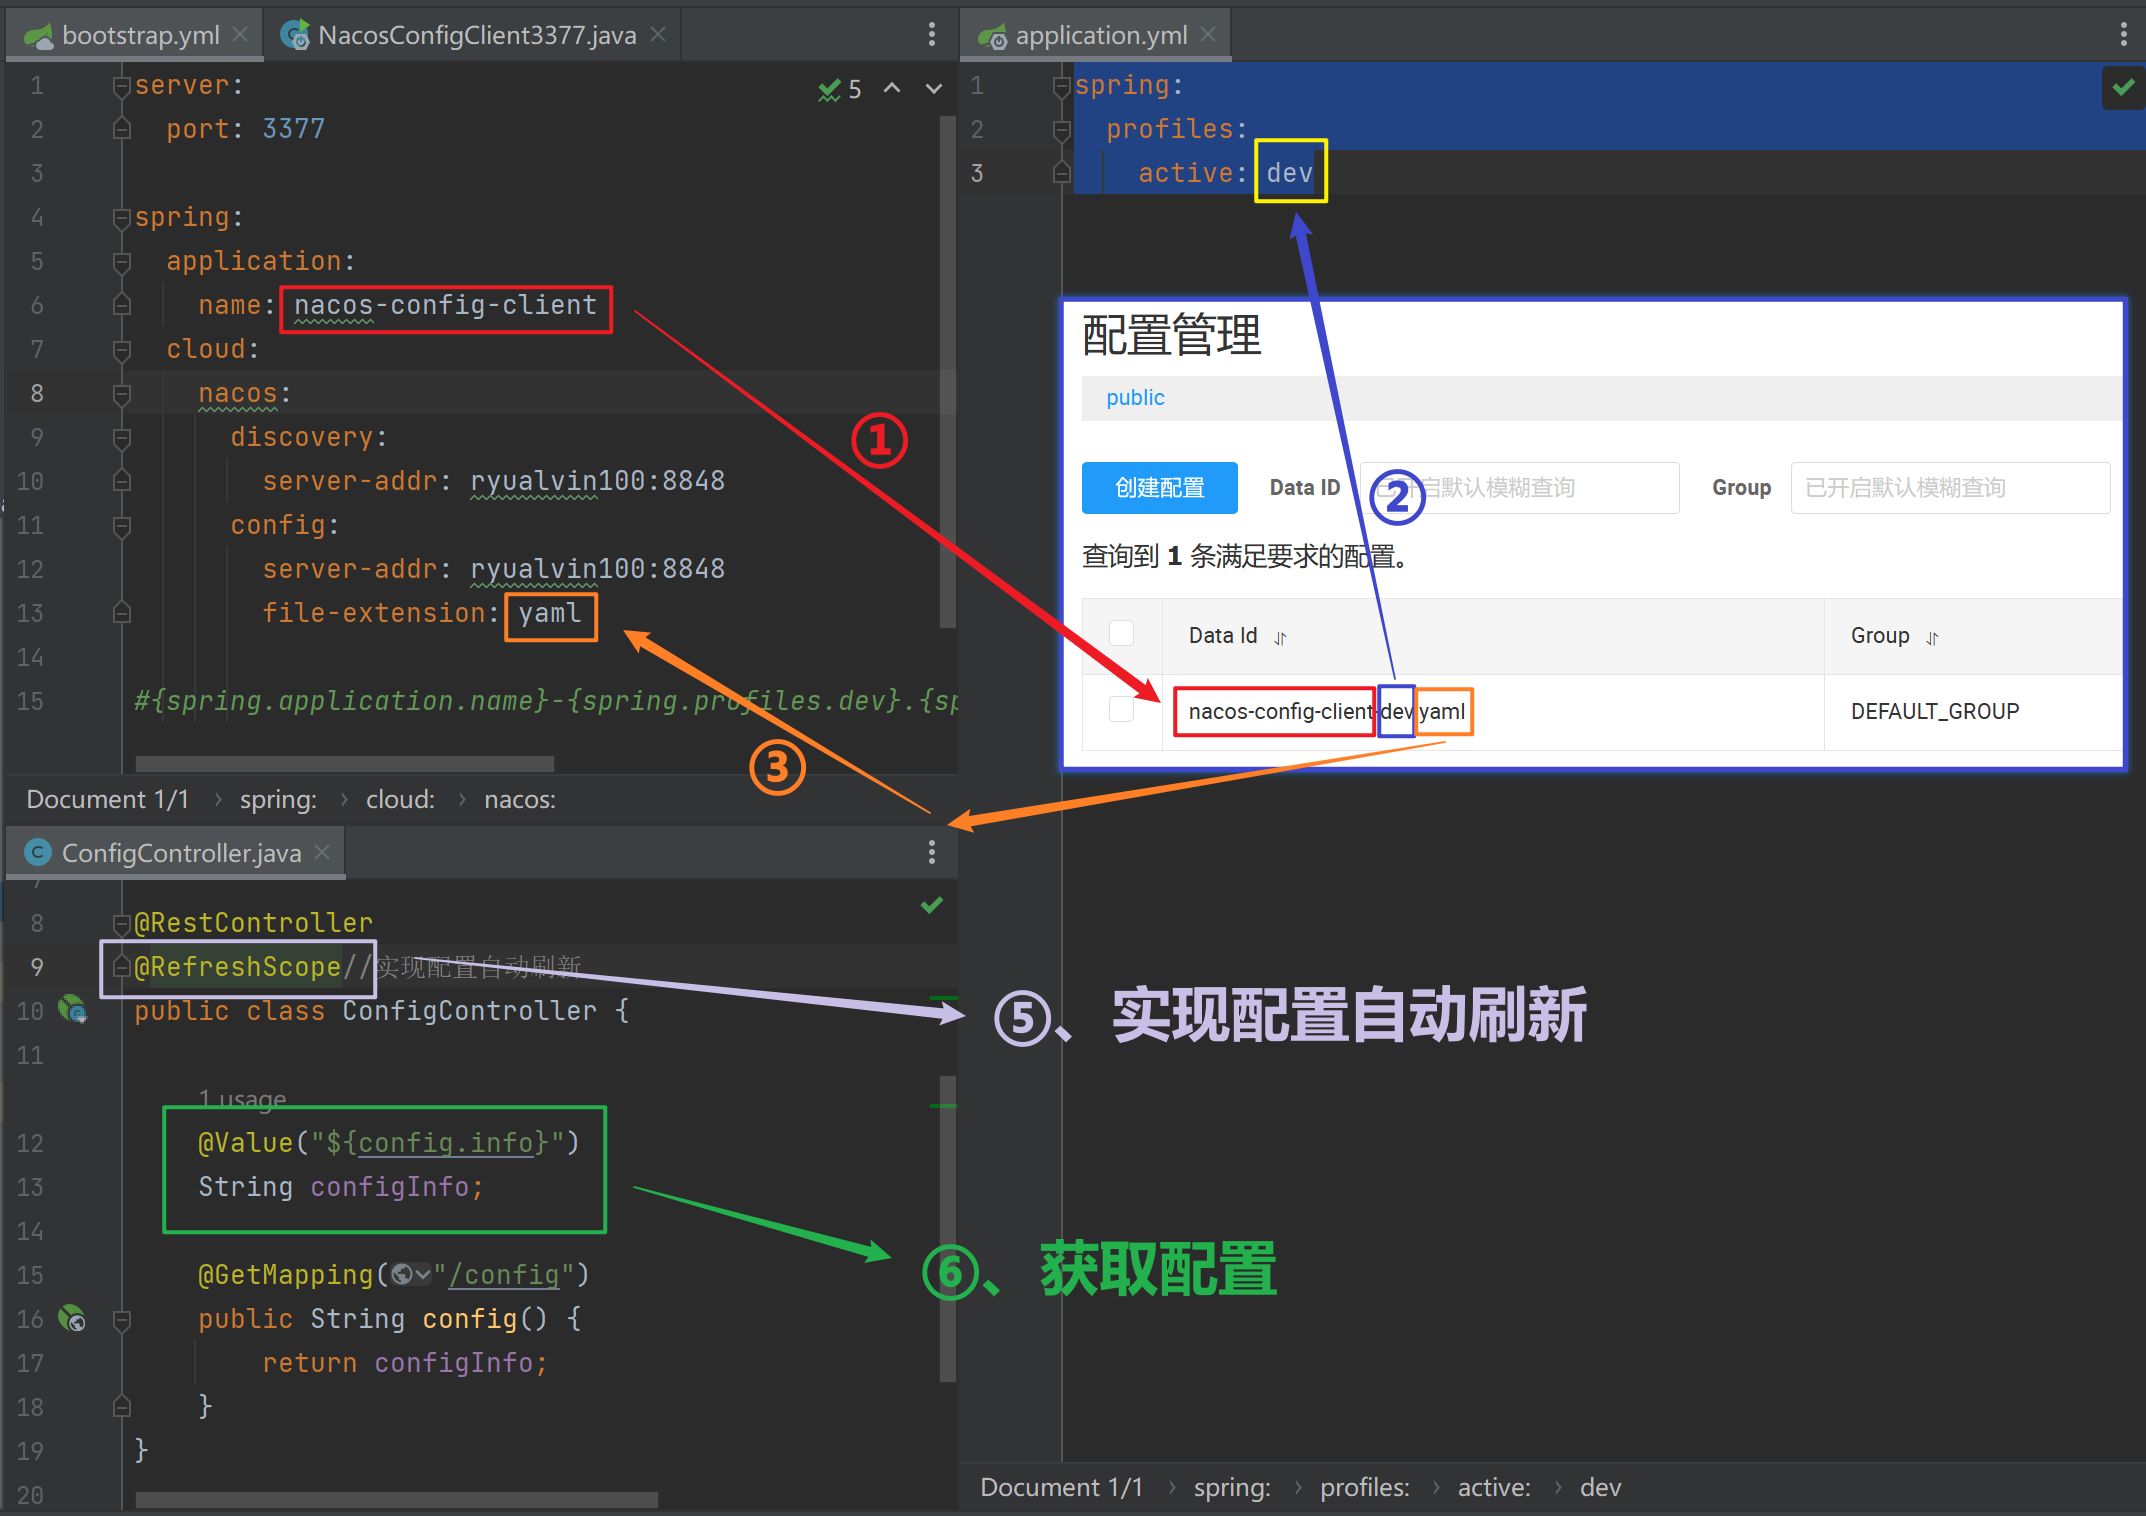 bootstrap.yml
NacosConfigClient3377.java
5
1 server:
2 port: 3377
3
4 spring:
5 application:
6 name: nacos-config-client
7 cloud:
8 nacos:
9 discovery:
10 server-addr: ryualvin100:8848
11 config:
12 server-addr: ryualvin100:8848
13 file-extension: yaml
14
15 #{spring.application.name}-{spring.profiles.dev}.{sp
Document 1/1 › spring: › cloud: › nacos:
application.yml
1 spring:
2 profiles:
3 active: dev
配置管理
public
创建配置 Data ID 已开启默认模糊查询 Group 已开启默认模糊查询
查询到 1 条满足要求的配置。
Data Id Group
nacos-config-client-dev.yaml DEFAULT_GROUP
①
②
③
ConfigController.java
7
8 @RestController
9 @RefreshScope//实现配置自动刷新
10 public class ConfigController {
11
1 usage
12 @Value("${config.info}")
13 String configInfo;
14
15 @GetMapping("/config")
16 public String config() {
17 return configInfo;
18 }
19 }
20
⑤、实现配置自动刷新
⑥、获取配置
Document 1/1 › spring: › profiles: › active: › dev